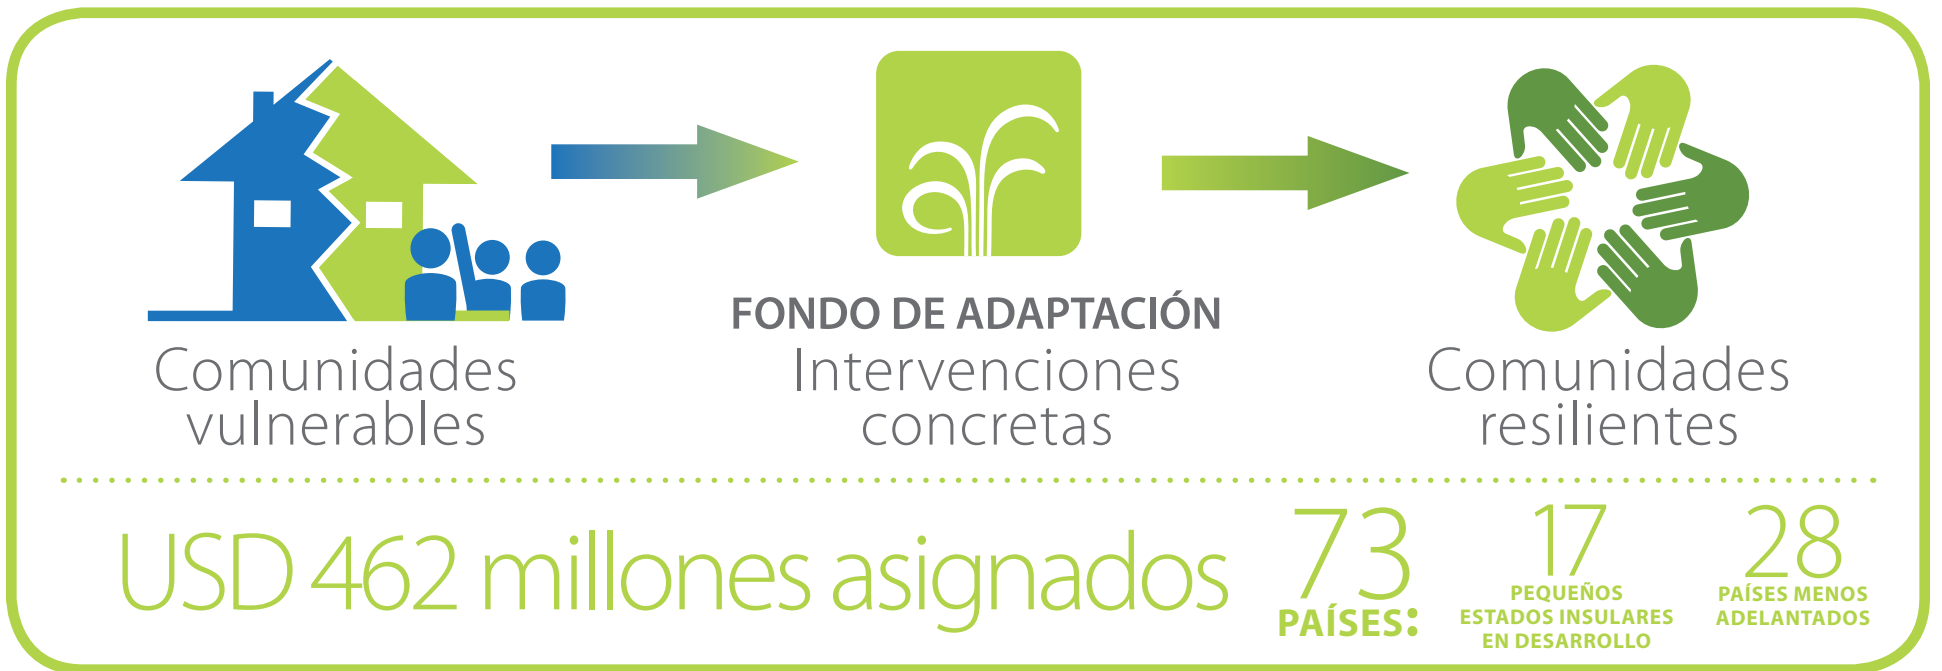 FONDO DE ADAPTACIÓN
Comunidades
vulnerables
Intervenciones
concretas
Comunidades
resilientes
USD 462 millones asignados
73
PAÍSES:
17
PEQUEÑOS
ESTADOS INSULARES
EN DESARROLLO
28
PAÍSES MENOS
ADELANTADOS